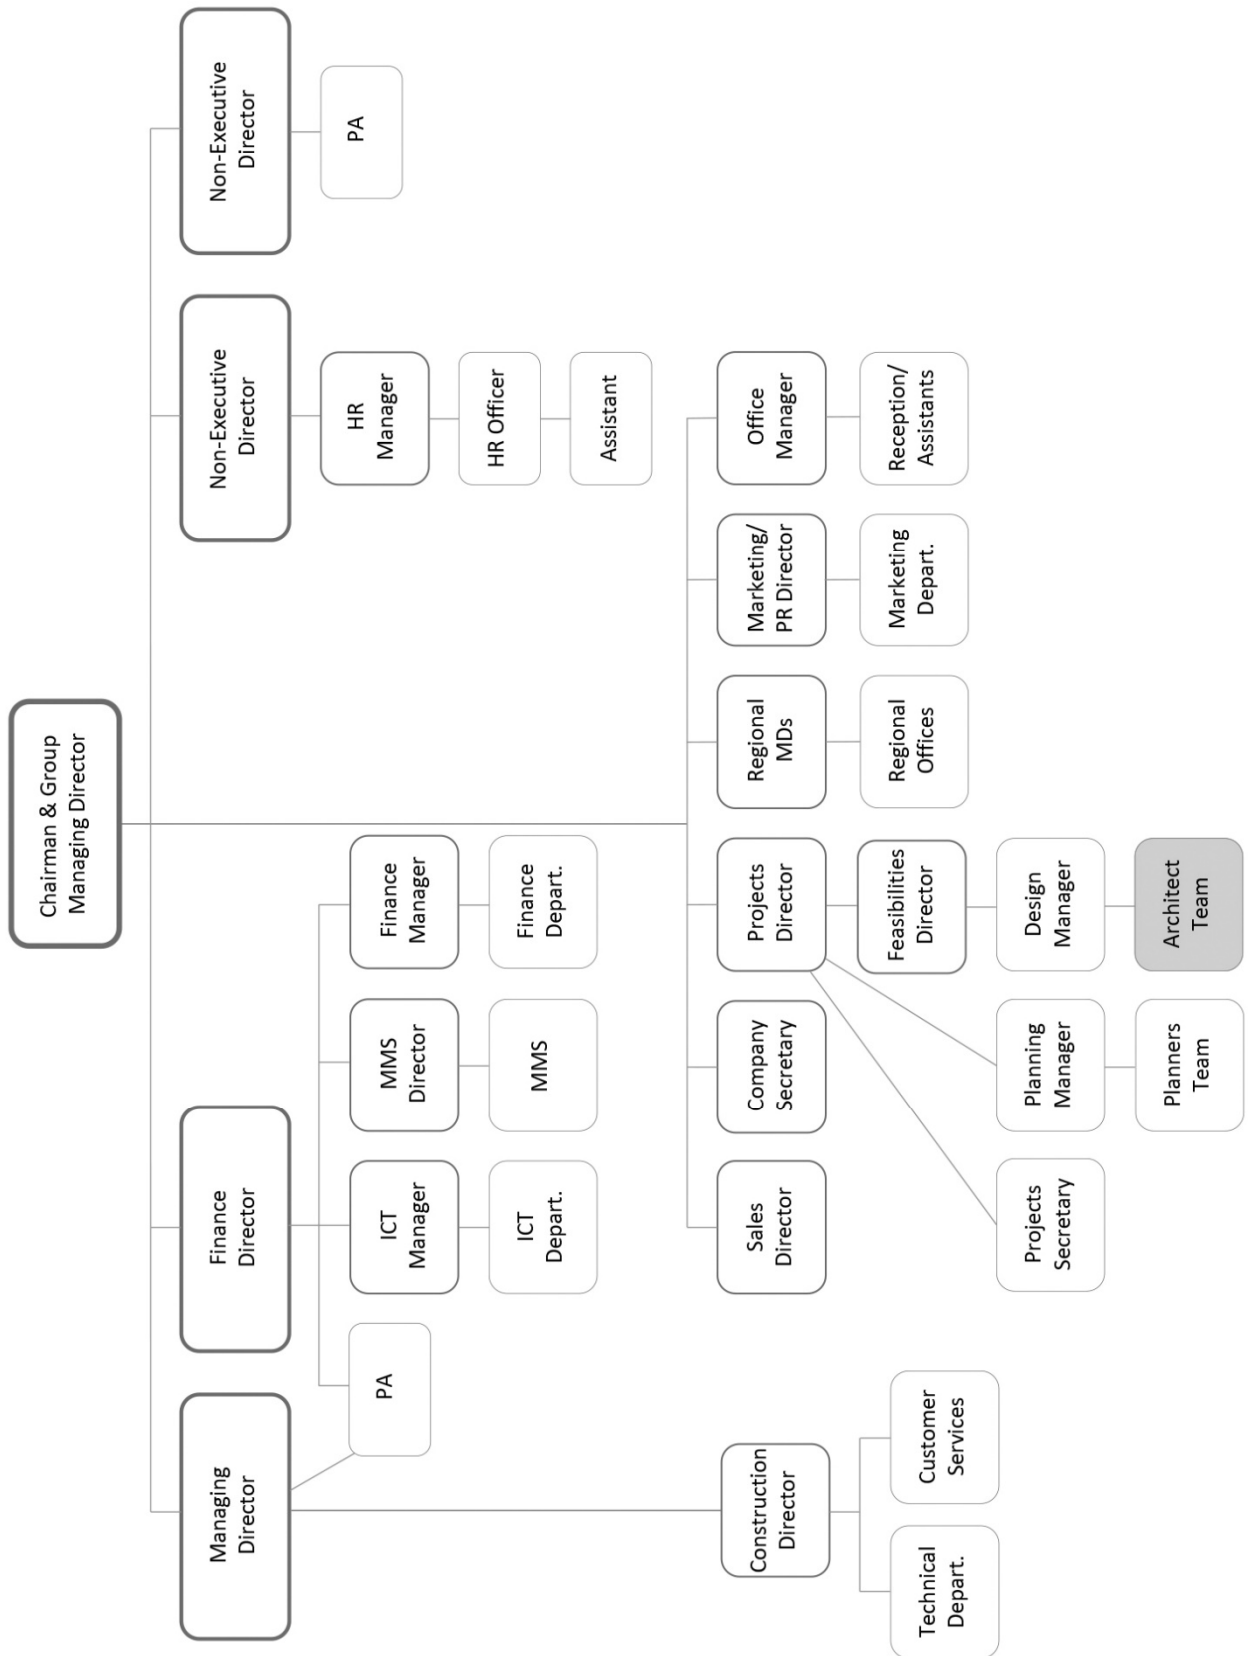 Chairman & Group
Managing Director
Managing
Director
Finance
Director
Non-Executive
Director
Non-Executive
Director
PA
ICT
Manager
MMS
Director
Finance
Manager
HR
Manager
PA
ICT
Depart.
MMS
Finance
Depart.
HR Officer
Assistant
Construction
Director
Sales
Director
Company
Secretary
Projects
Director
Regional
MDs
Marketing/
PR Director
Office
Manager
Technical
Depart.
Customer
Services
Feasibilities
Director
Regional
Offices
Marketing
Depart.
Reception/
Assistants
Projects
Secretary
Planning
Manager
Design
Manager
Planners
Team
Architect
Team